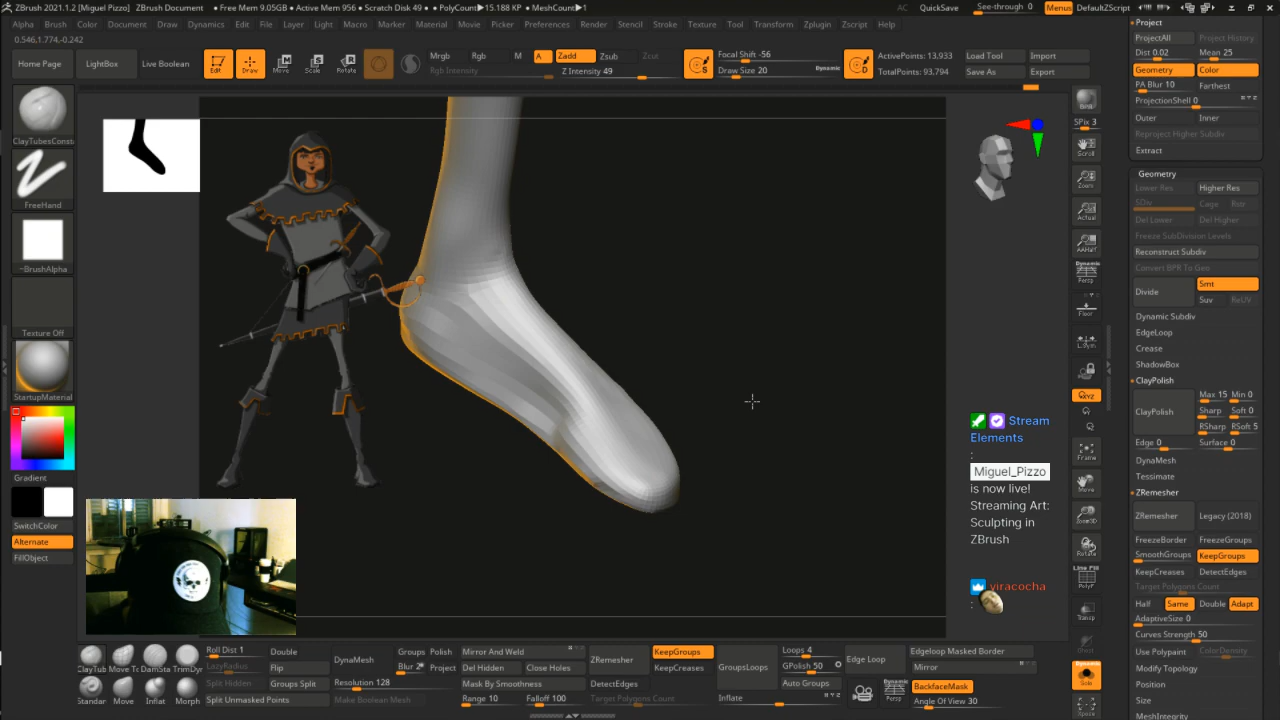 ZBrush 2021.1.2 [Miguel Pizzo] ZBrush Document • Free Mem 9.05GB • Active Mem 956 • Scratch Disk 49 • PolyCount▸15.188 KP • MeshCount▸1
AC QuickSave See-through 0 Menus DefaultZScript
Alpha Brush Color Document Draw Dynamics Edit File Geometry Layer Light Macro Marker Material Movie Picker Preferences Render Stencil Stroke Texture Tool Transform Zplugin Zscript Help
0.546,1.774,-0.242
Home Page
LightBox
Live Boolean
Edit
Draw
Move
Scale
Rotate
Mrgb Rgb M
Rgb Intensity
A Zadd Zsub Zcut
Z Intensity 49
Focal Shift -56
Draw Size 20 Dynamic
ActivePoints: 13,933
TotalPoints: 93,794
Load Tool Import
Save As Export
FreeHand
~BrushAlpha
Texture Off
StartupMaterial
Gradient
SwitchColor
Alternate
FillObject
SPix 3
Scroll
Zoom
Actual
AAHalf
Dynamic
Persp
Floor
L.Sym
Frame
Move
Zoom3D
Rotate
Line Fill
PolyF
Transp
Dynamic
Solo
Xpose
Stream
Elements
:
Miguel_Pizzo
is now live!
Streaming Art:
Sculpting in
ZBrush
viracocha
:
Project
ProjectAll Project History
Dist 0.02 Mean 25
Geometry Color
PA Blur 10 Farthest
ProjectionShell 0
Outer Inner
Reproject Higher Subdiv
Extract
Geometry
Lower Res Higher Res
SDiv Cage Rstr
Del Lower Del Higher
Freeze SubDivision Levels
Reconstruct Subdiv
Convert BPR To Geo
Divide Smt
Suv ReUV
Dynamic Subdiv
EdgeLoop
Crease
ShadowBox
ClayPolish
ClayPolish Max 15 Min 0
Sharp Soft 0
RSharp RSoft 5
Edge 0 Surface 0
DynaMesh
Tessimate
ZRemesher
ZRemesher Legacy (2018)
FreezeBorder FreezeGroups
SmoothGroups KeepGroups
KeepCreases DetectEdges
Target Polygons Count
Half Same Double Adapt
AdaptiveSize 0
Curves Strength 50
Use Polypaint ColorDensity
Modify Topology
Position
Size
MeshIntegrity
ClayTub Move To DamSta TrimDyr
Standar Move Inflat Morph
Roll Dist 1 Double
LazyRadius Flip
Split Hidden Groups Split
Split Unmasked Points
DynaMesh Groups Polish
Blur 2 Project
Resolution 128
Make Boolean Mesh
Mirror And Weld
Del Hidden Close Holes
Mask By Smoothness
Range 10 Falloff 100
ZRemesher KeepGroups
KeepCreases
DetectEdges
Target Polygons Count
GroupsLoops
Inflate
Loops 4
GPolish 50
Auto Groups
Edge Loop
Persp
Edgeloop Masked Border
Mirror
BackfaceMask
Angle Of View 30